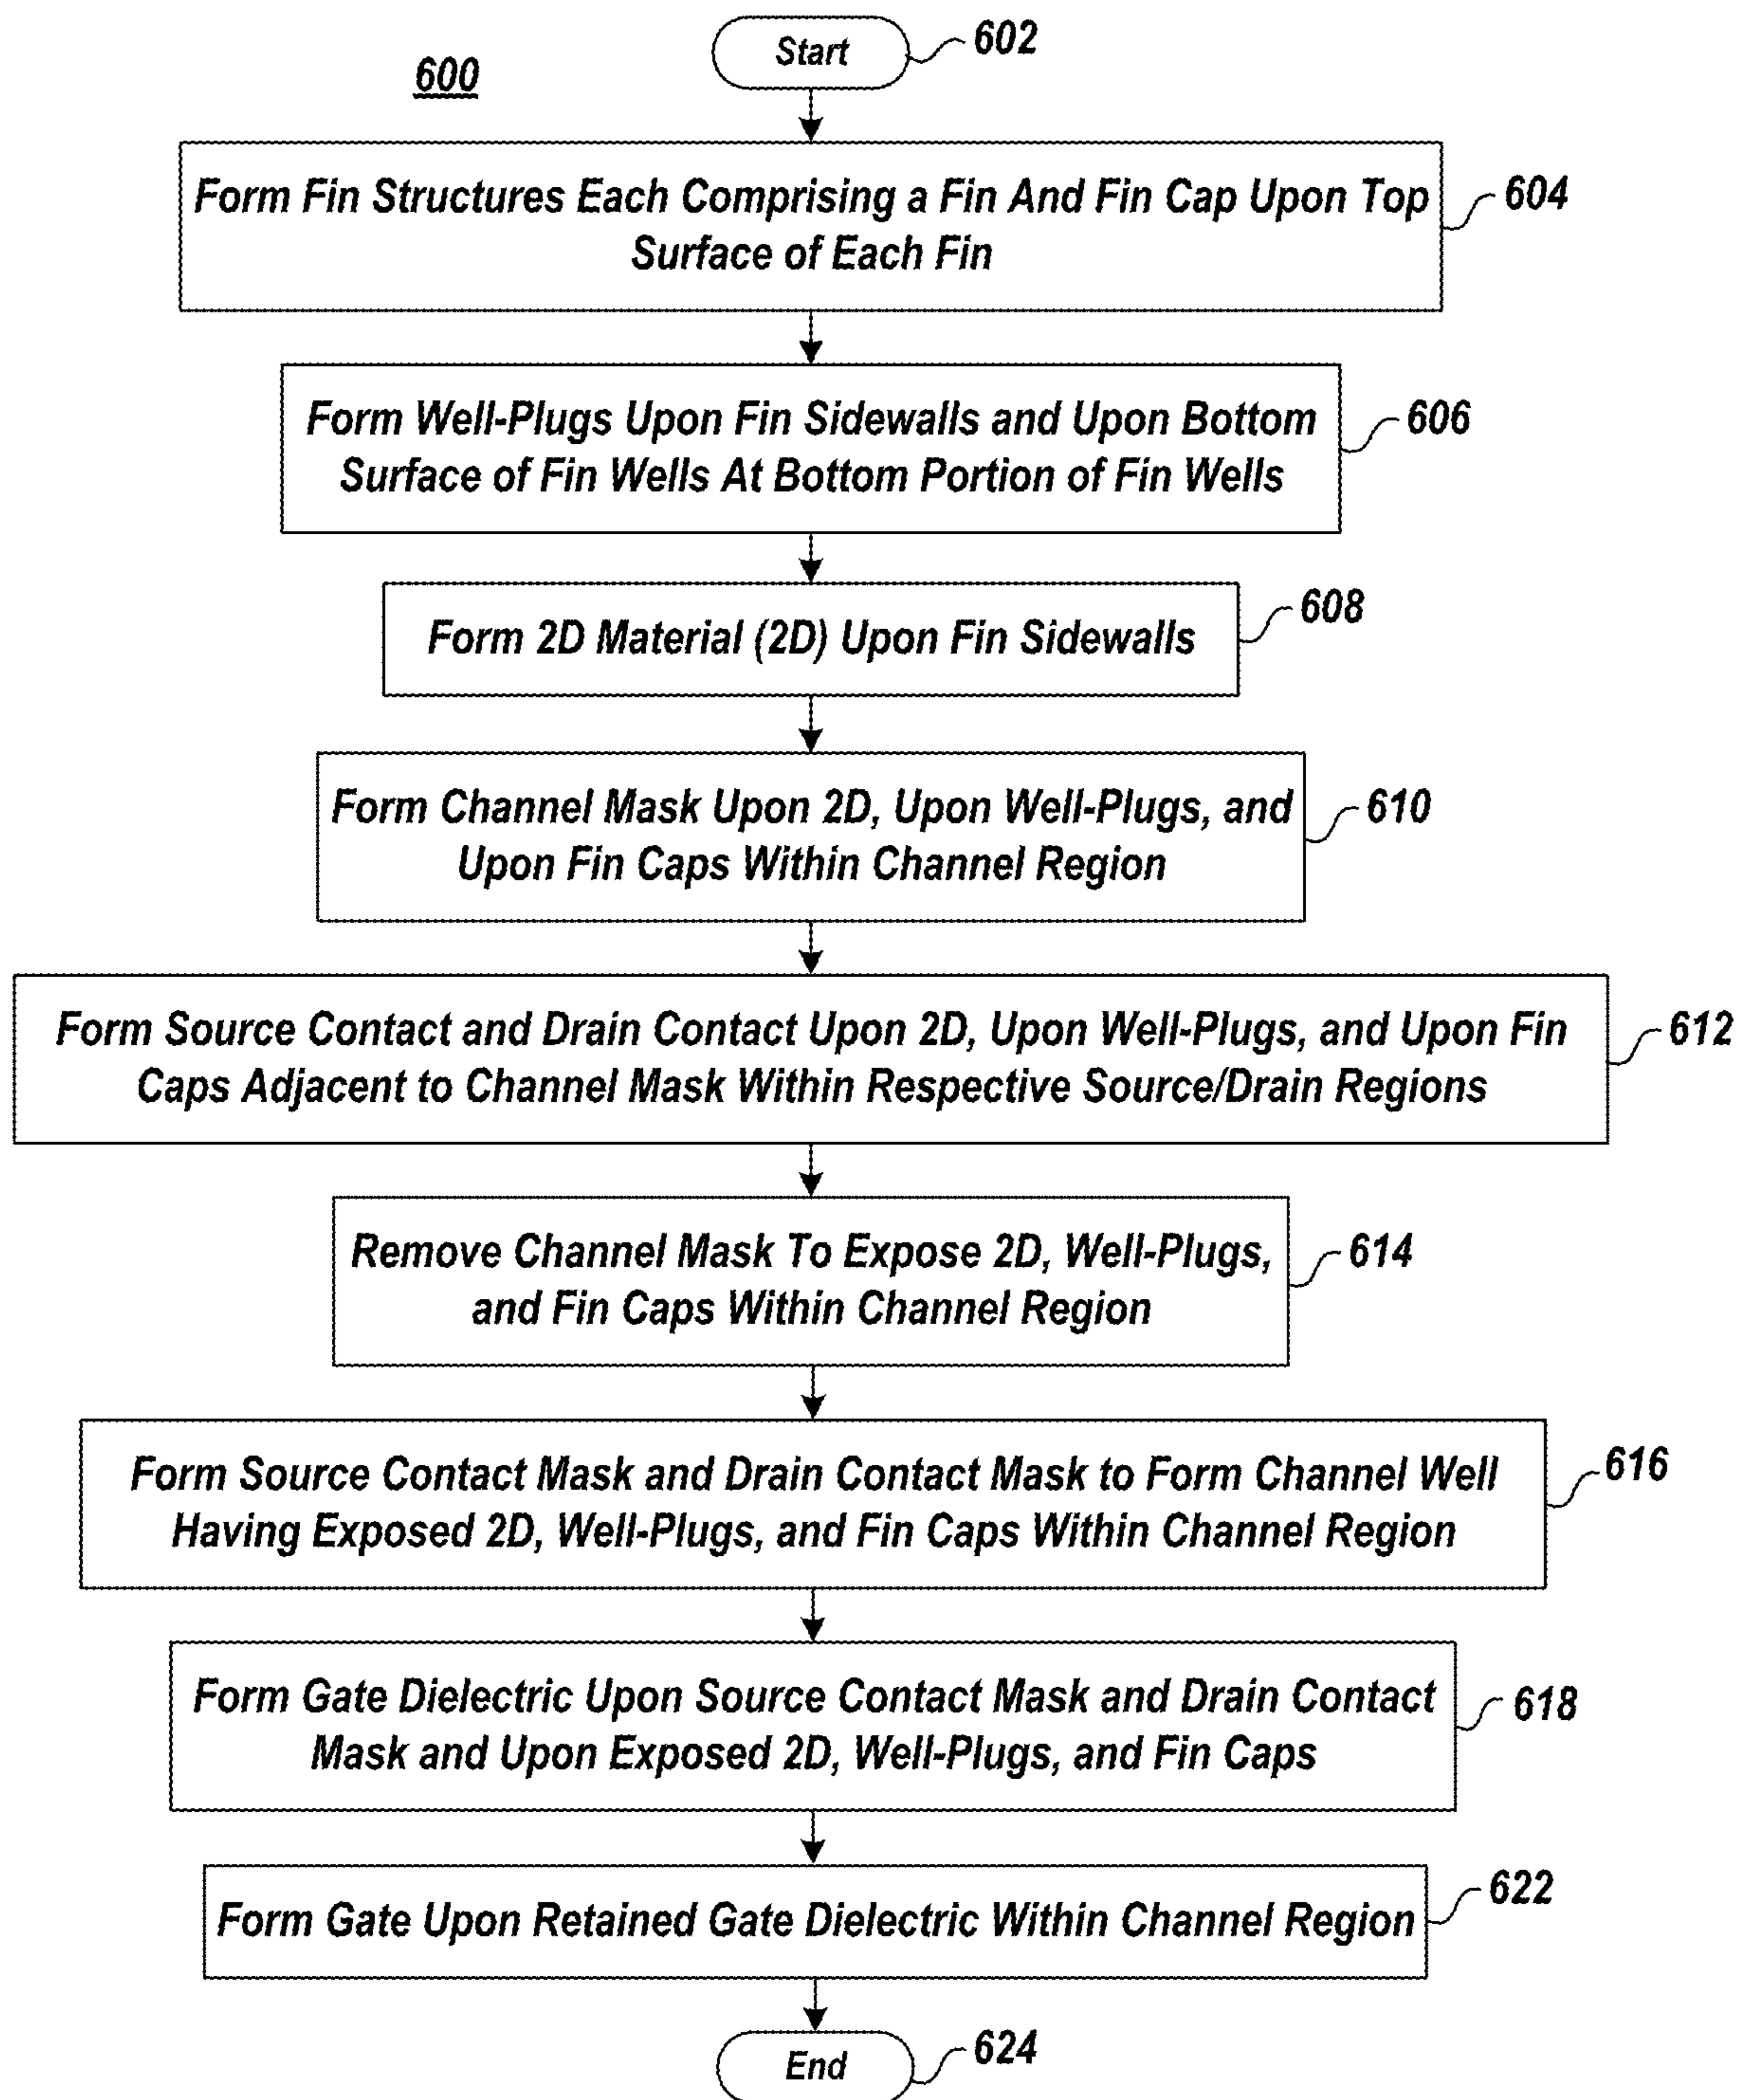 600
Start
602
Form Fin Structures Each Comprising a Fin And Fin Cap Upon Top
Surface of Each Fin
604
Form Well-Plugs Upon Fin Sidewalls and Upon Bottom
Surface of Fin Wells At Bottom Portion of Fin Wells
606
Form 2D Material (2D) Upon Fin Sidewalls
608
Form Channel Mask Upon 2D, Upon Well-Plugs, and
Upon Fin Caps Within Channel Region
610
Form Source Contact and Drain Contact Upon 2D, Upon Well-Plugs, and Upon Fin
Caps Adjacent to Channel Mask Within Respective Source/Drain Regions
612
Remove Channel Mask To Expose 2D, Well-Plugs,
and Fin Caps Within Channel Region
614
Form Source Contact Mask and Drain Contact Mask to Form Channel Well
Having Exposed 2D, Well-Plugs, and Fin Caps Within Channel Region
616
Form Gate Dielectric Upon Source Contact Mask and Drain Contact
Mask and Upon Exposed 2D, Well-Plugs, and Fin Caps
618
Form Gate Upon Retained Gate Dielectric Within Channel Region
622
End
624